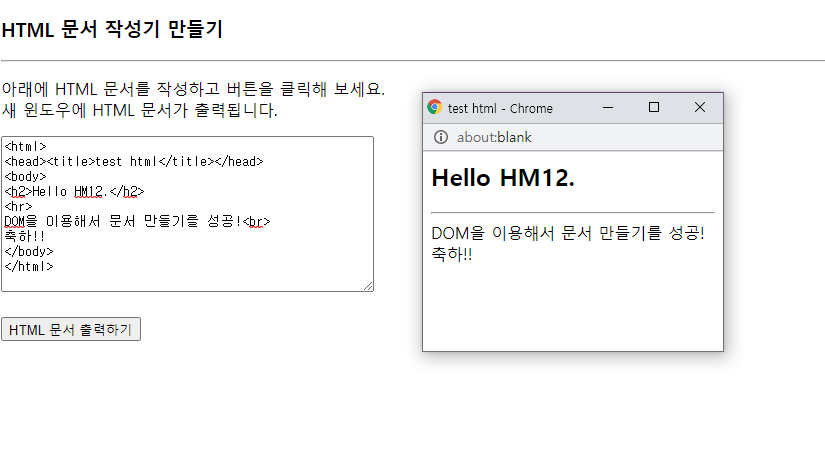 HTML 문서 작성기 만들기
아래에 HTML 문서를 작성하고 버튼을 클릭해 보세요.
새 윈도우에 HTML 문서가 출력됩니다.
<html>
<head><title>test html</title></head>
<body>
<h2>Hello HM12.</h2>
<hr>
DOM을 이용해서 문서 만들기를 성공!<br>
축하!!
</body>
</html>
HTML 문서 출력하기
test html - Chrome
about:blank
Hello HM12.
DOM을 이용해서 문서 만들기를 성공!
축하!!